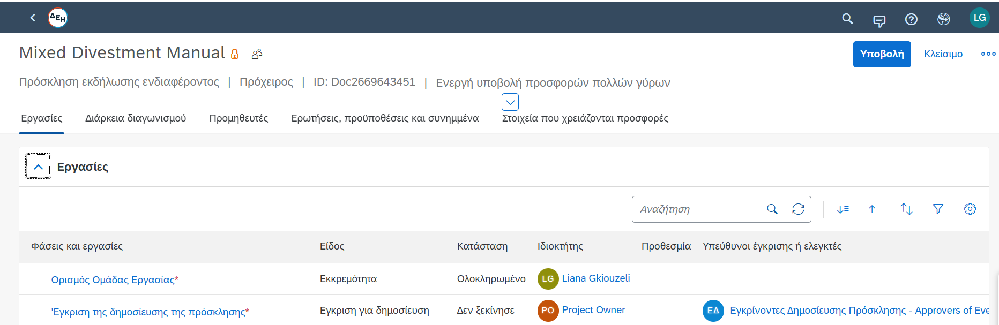 ΔΕΗ
LG
Mixed Divestment Manual
Υποβολή Κλείσιμο
Πρόσκληση εκδήλωσης ενδιαφέροντος | Πρόχειρος | ID: Doc2669643451 | Ενεργή υποβολή προσφορών πολλών γύρων
Εργασίες Διάρκεια διαγωνισμού Προμηθευτές Ερωτήσεις, προϋποθέσεις και συνημμένα Στοιχεία που χρειάζονται προσφορές
Εργασίες
Αναζήτηση
Φάσεις και εργασίες Είδος Κατάσταση Ιδιοκτήτης Προθεσμία Υπεύθυνοι έγκρισης ή ελεγκτές
Ορισμός Ομάδας Εργασίας* Εκκρεμότητα Ολοκληρωμένο LG Liana Gkiouzeli
'Εγκριση της δημοσίευσης της πρόσκλησης* Εγκριση για δημοσίευση Δεν ξεκίνησε PO Project Owner ΕΔ Εγκρίνοντες Δημοσίευσης Πρόσκλησης - Approvers of Eve